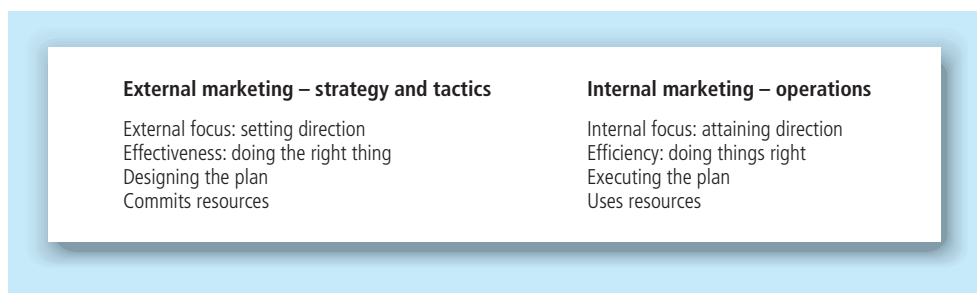 External marketing – strategy and tactics
External focus: setting direction
Effectiveness: doing the right thing
Designing the plan
Commits resources
Internal marketing – operations
Internal focus: attaining direction
Efficiency: doing things right
Executing the plan
Uses resources